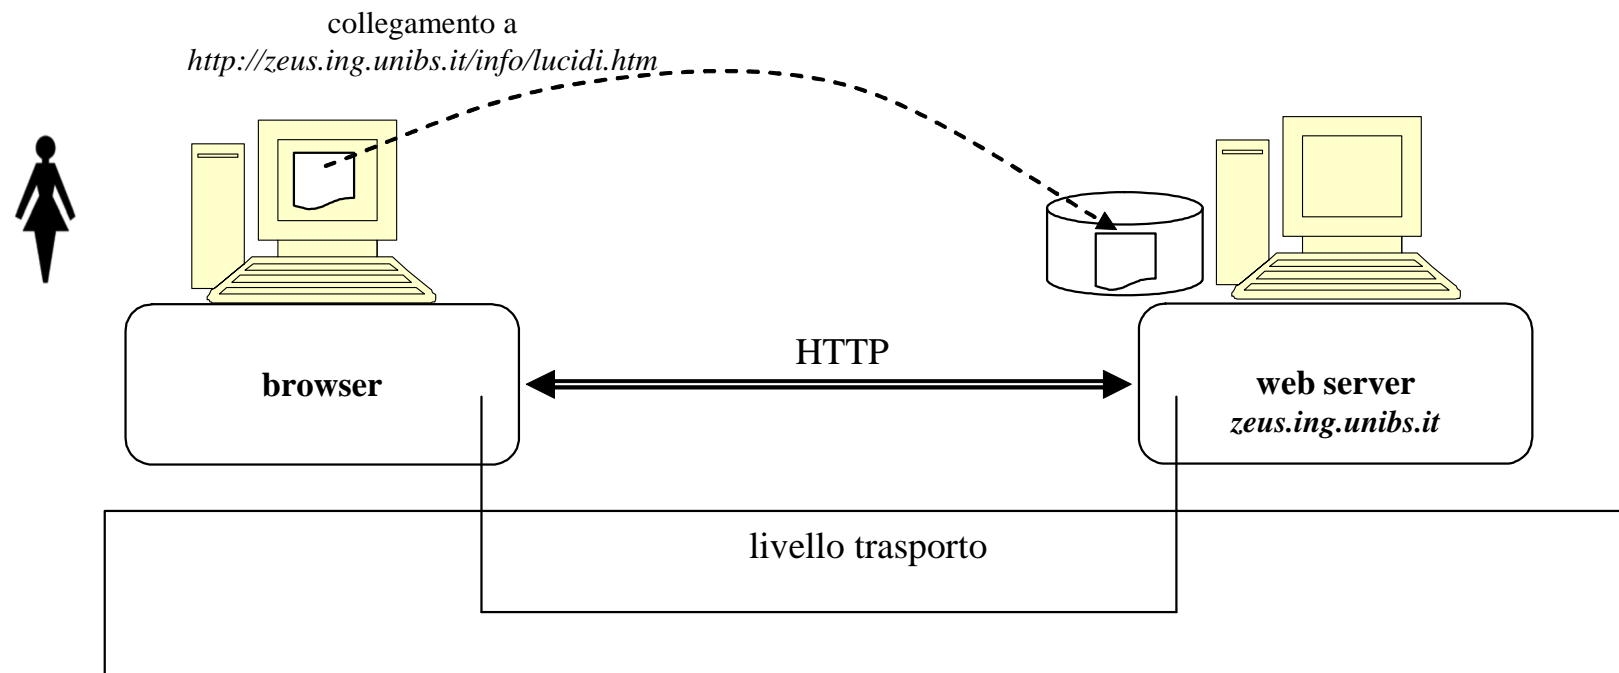 collegamento a
http://zeus.ing.unibs.it/info/lucidi.htm
HTTP
browser
web server
zeus.ing.unibs.it
livello trasporto